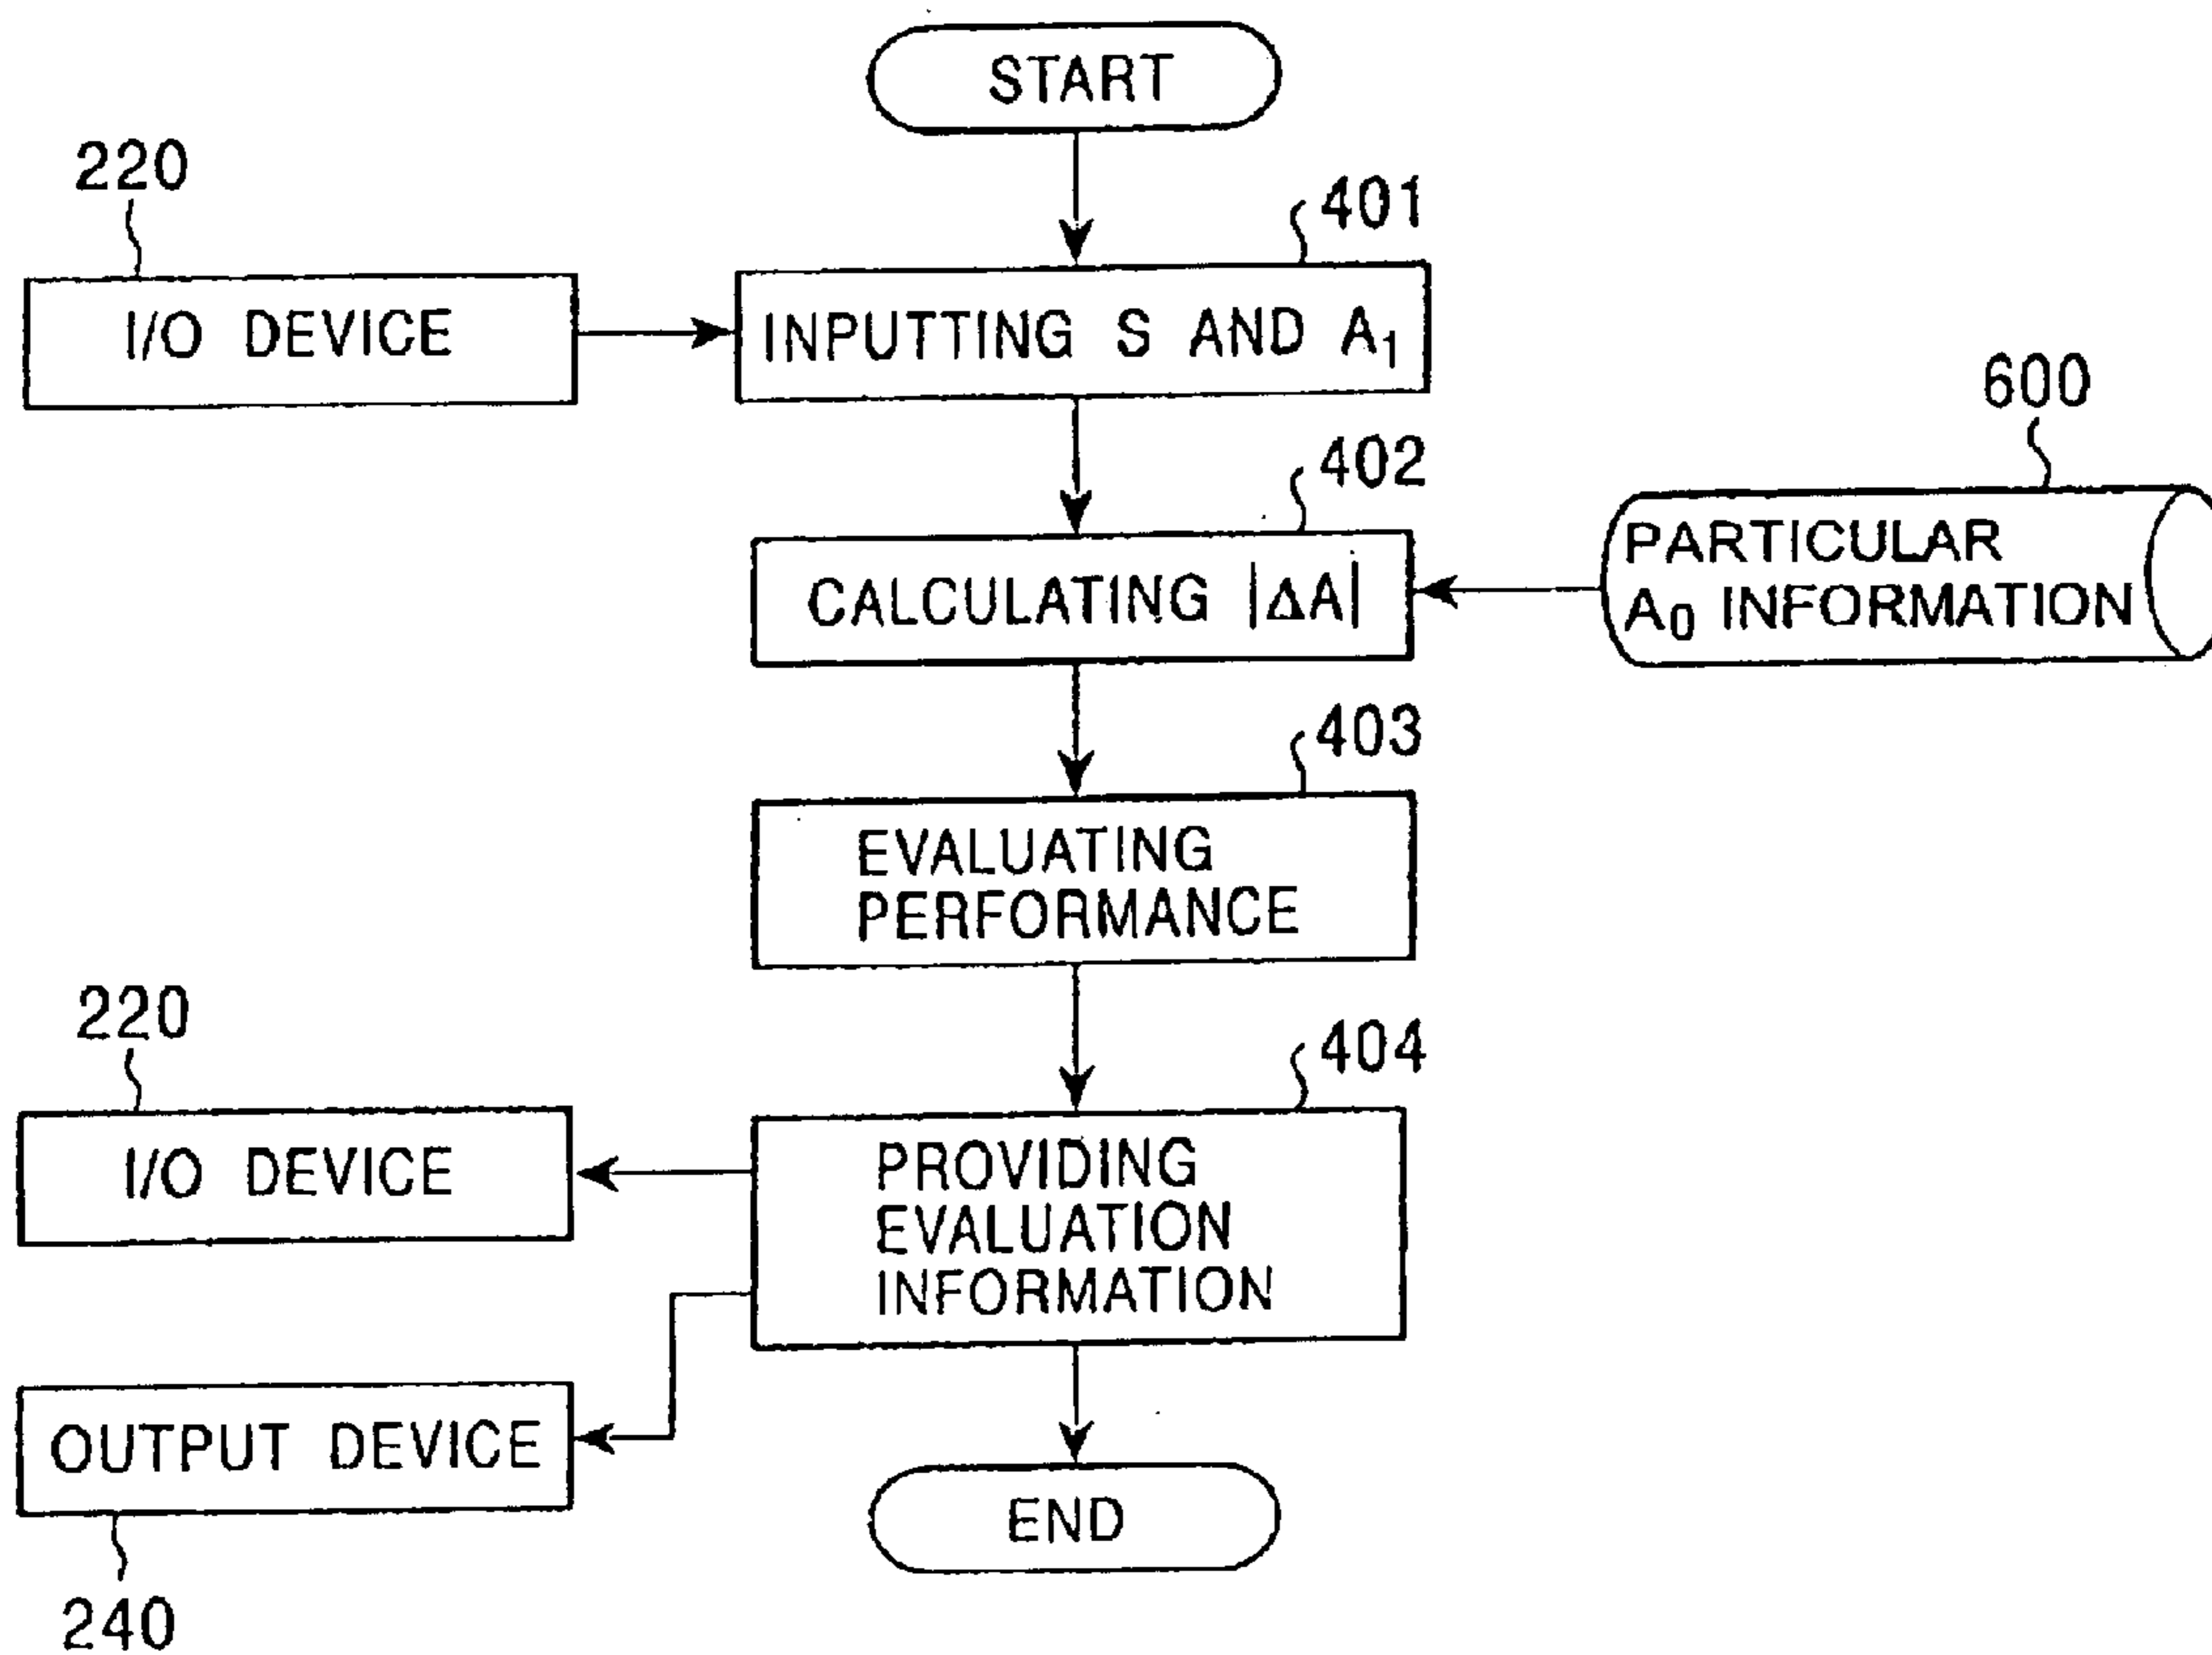 START
220
401
I/O DEVICE
INPUTTING S AND A₁
600
402
PARTICULAR
A₀ INFORMATION
CALCULATING |ΔA|
403
EVALUATING
PERFORMANCE
220
404
I/O DEVICE
PROVIDING
EVALUATION
INFORMATION
OUTPUT DEVICE
END
240